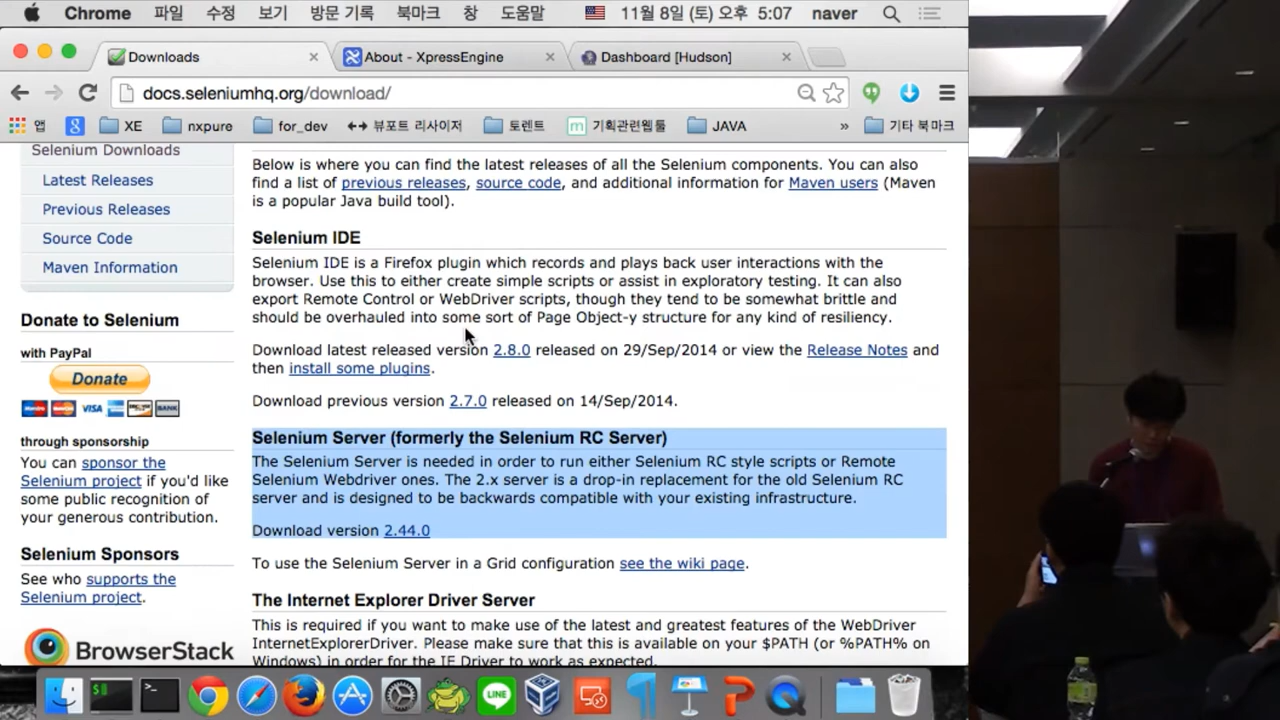 Chrome 파일 수정 보기 방문 기록 북마크 창 도움말 11월 8일 (토) 오후 5:07 naver
Downloads × About - XpressEngine × Dashboard [Hudson] ×
docs.seleniumhq.org/download/
앱 8 XE nxpure for_dev 뷰포트 리사이저 토렌트 m 기획관련웹툴 JAVA » 기타 북마크
Selenium Downloads
Latest Releases
Previous Releases
Source Code
Maven Information
Donate to Selenium
with PayPal
Donate
VISA BANK
through sponsorship
You can sponsor the
Selenium project if you'd like
some public recognition of
your generous contribution.
Selenium Sponsors
See who supports the
Selenium project.
BrowserStack
Below is where you can find the latest releases of all the Selenium components. You can also
find a list of previous releases, source code, and additional information for Maven users (Maven
is a popular Java build tool).
Selenium IDE
Selenium IDE is a Firefox plugin which records and plays back user interactions with the
browser. Use this to either create simple scripts or assist in exploratory testing. It can also
export Remote Control or WebDriver scripts, though they tend to be somewhat brittle and
should be overhauled into some sort of Page Object-y structure for any kind of resiliency.
Download latest released version 2.8.0 released on 29/Sep/2014 or view the Release Notes and
then install some plugins.
Download previous version 2.7.0 released on 14/Sep/2014.
Selenium Server (formerly the Selenium RC Server)
The Selenium Server is needed in order to run either Selenium RC style scripts or Remote
Selenium Webdriver ones. The 2.x server is a drop-in replacement for the old Selenium RC
server and is designed to be backwards compatible with your existing infrastructure.
Download version 2.44.0
To use the Selenium Server in a Grid configuration see the wiki page.
The Internet Explorer Driver Server
This is required if you want to make use of the latest and greatest features of the WebDriver
InternetExplorerDriver. Please make sure that this is available on your $PATH (or %PATH% on
Windows) in order for the IE Driver to work as expected.
LINE